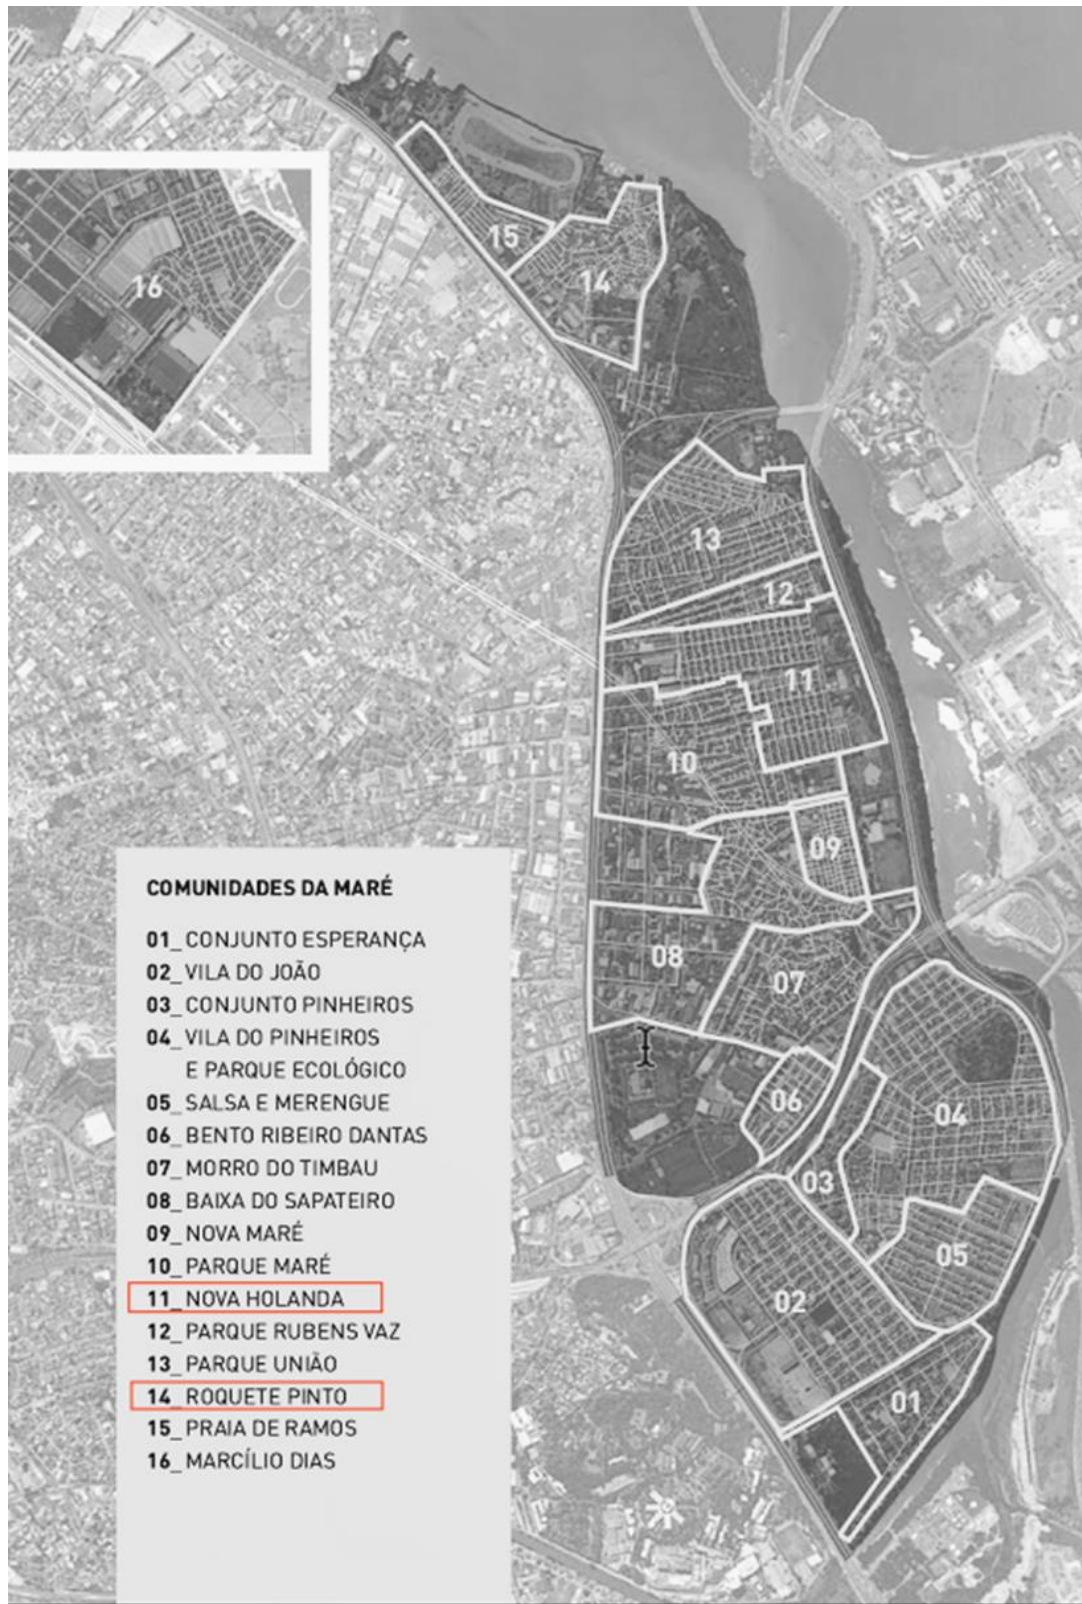 15
14
16
13
12
11
10
09
08
07
06
04
03
05
02
01
COMUNIDADES DA MARÉ
01_CONJUNTO ESPERANÇA
02_VILA DO JOÃO
03_CONJUNTO PINHEIROS
04_VILA DO PINHEIROS
E PARQUE ECOLÓGICO
05_SALSA E MERENGUE
06_BENTO RIBEIRO DANTAS
07_MORRO DO TIMBAU
08_BAIXA DO SAPATEIRO
09_NOVA MARÉ
10_PARQUE MARÉ
11_NOVA HOLANDA
12_PARQUE RUBENS VAZ
13_PARQUE UNIÃO
14_ROQUETE PINTO
15_PRAIA DE RAMOS
16_MARCÍLIO DIAS